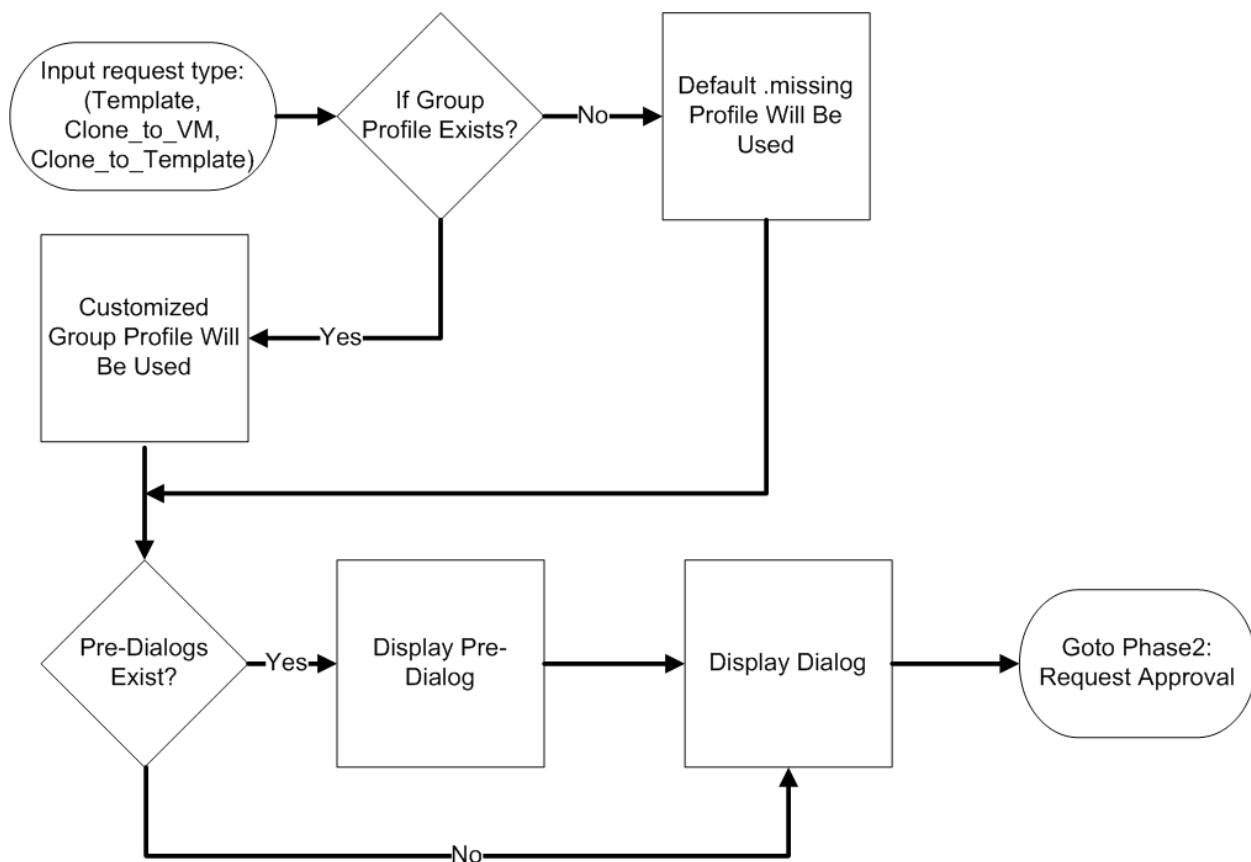 Input request type:
(Template,
Clone_to_VM,
Clone_to_Template)
If Group
Profile Exists?
No
Default .missing
Profile Will Be
Used
Customized
Group Profile Will
Be Used
Yes
Pre-Dialogs
Exist?
Yes
Display Pre-
Dialog
Display Dialog
Goto Phase2:
Request Approval
No